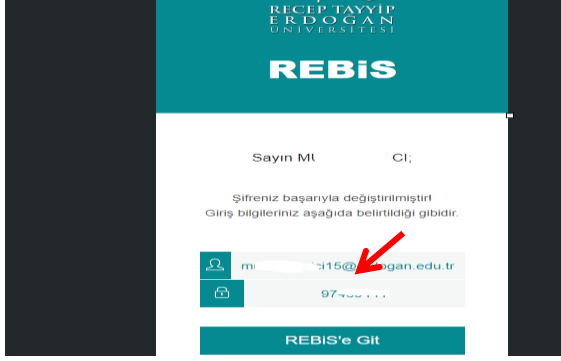 RECEP TAYYİP
ERDOĞAN
ÜNİVERSİTESİ
REBİS
Sayın
Şifreniz başarıyla değiştirilmiştir!
Giriş bilgileriniz aşağıda belirtildiği gibidir.
REBİS'e Git